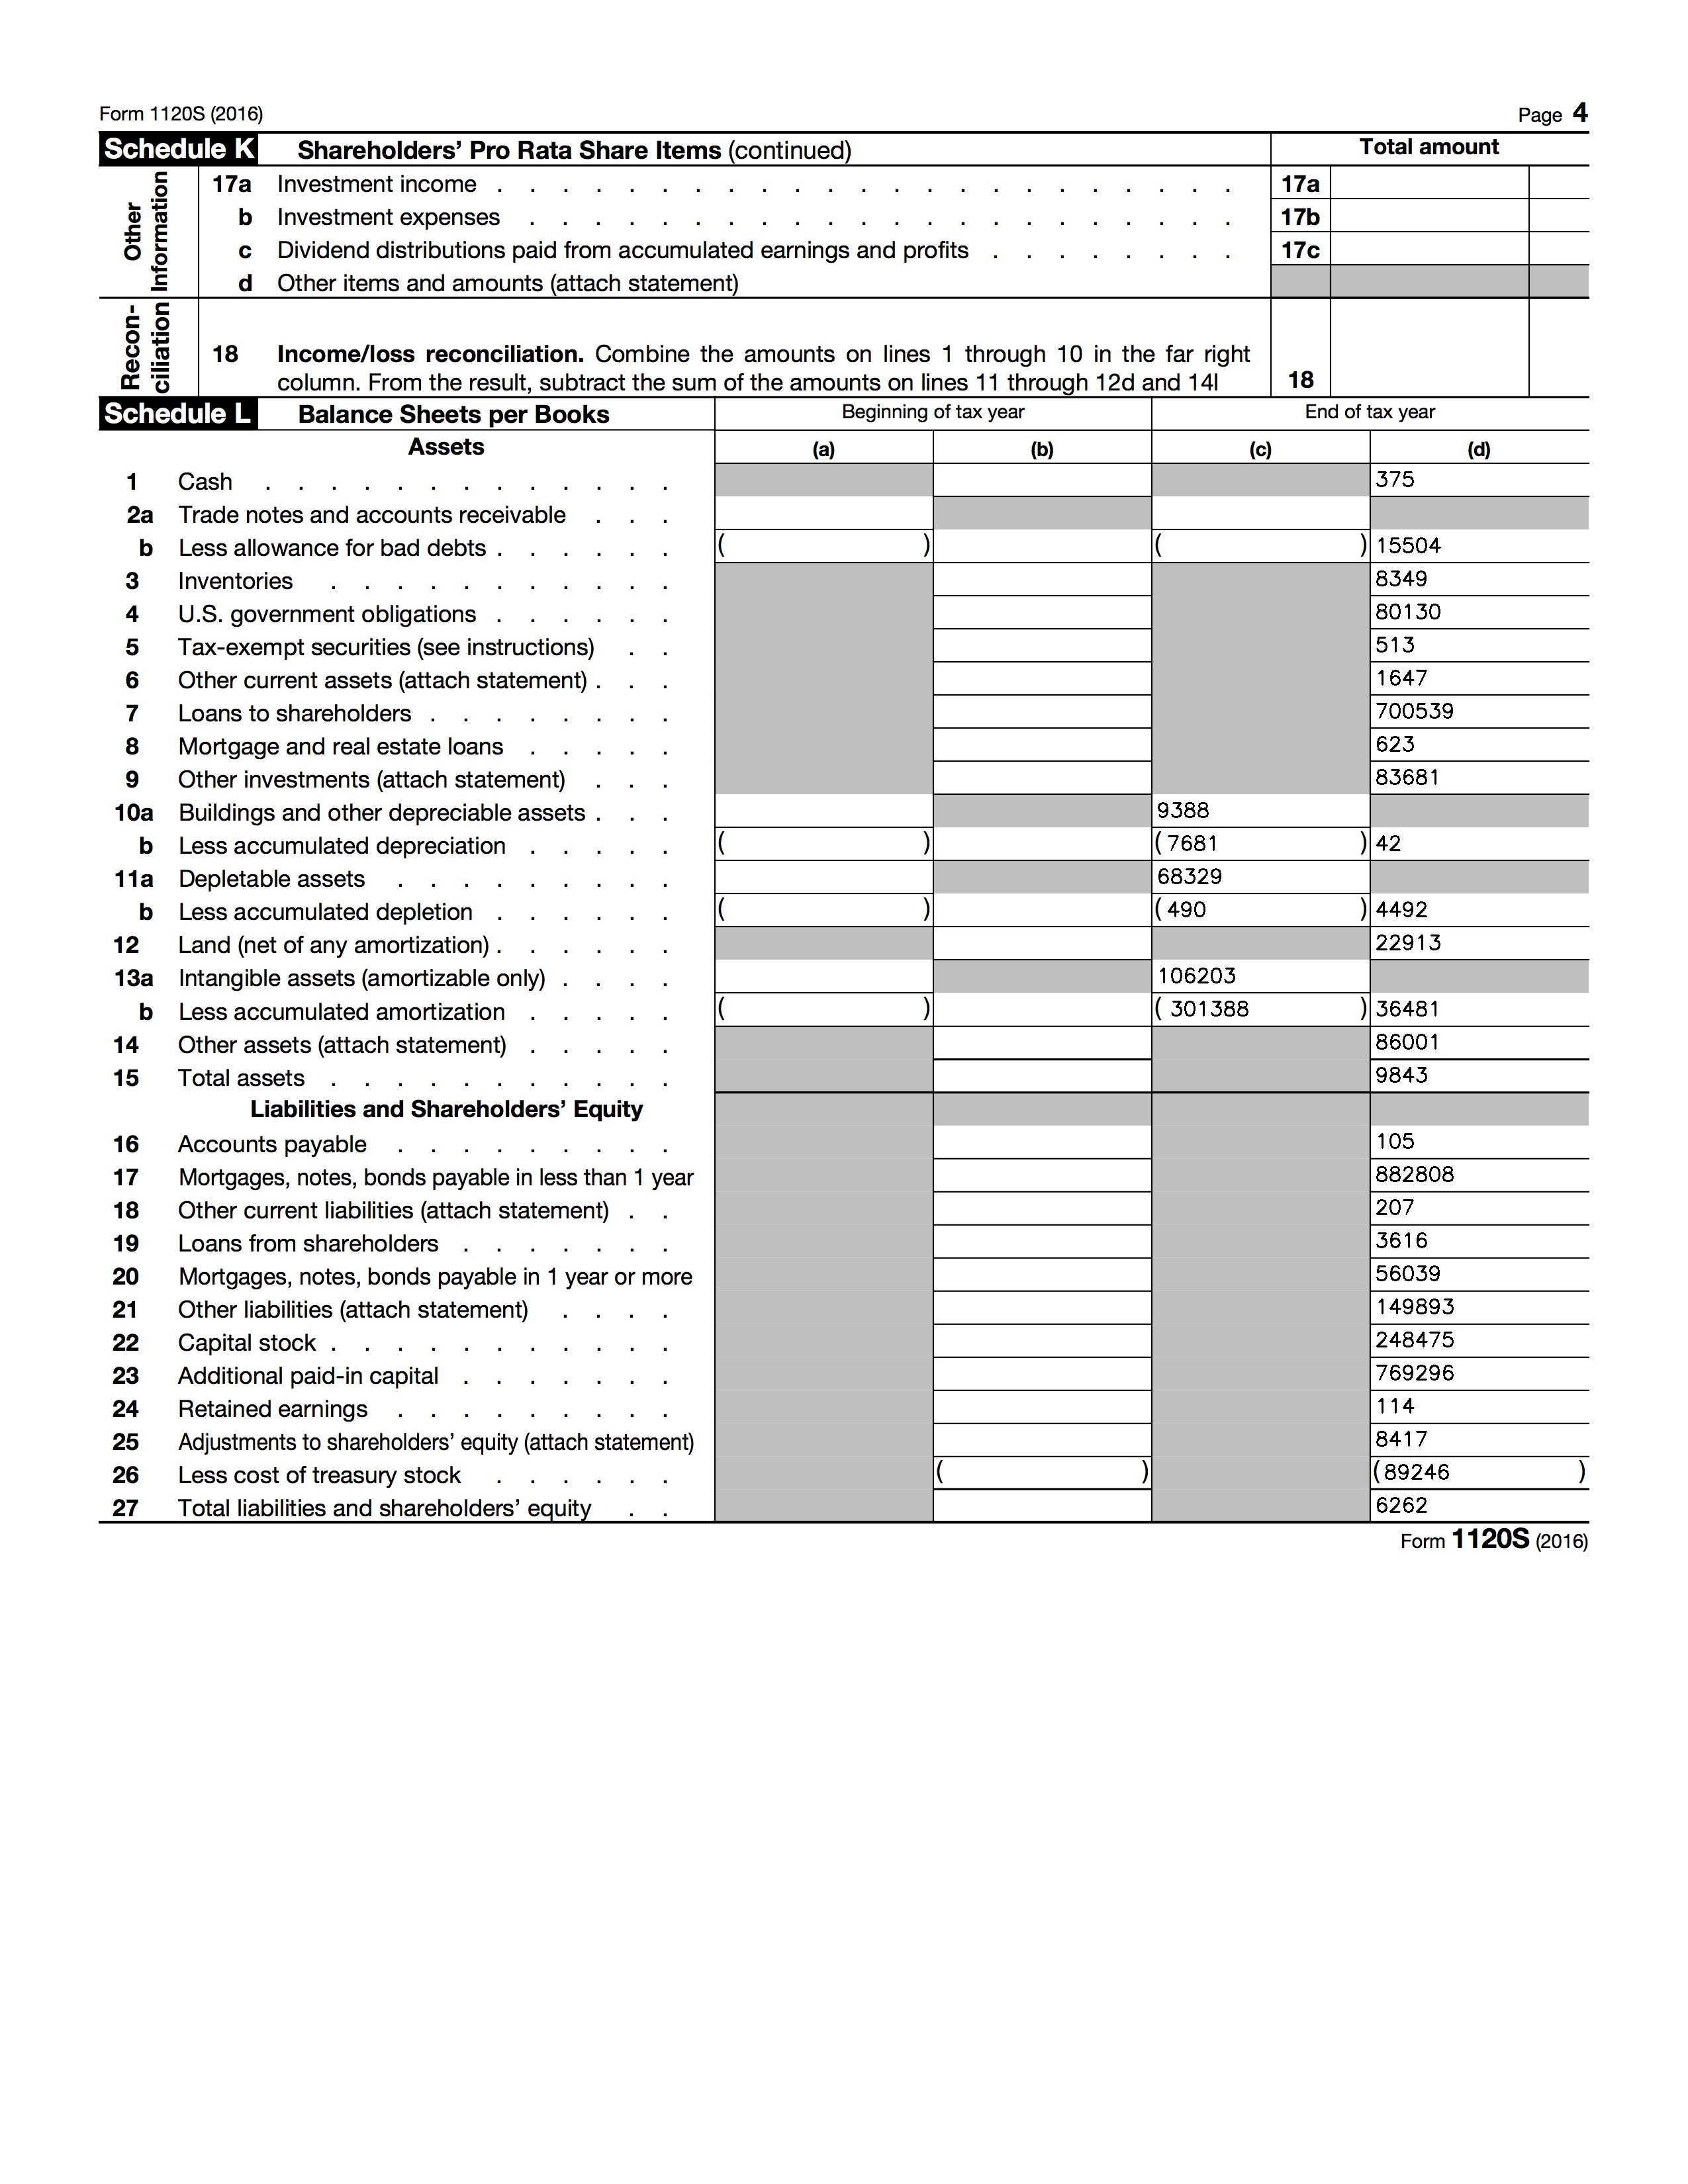 Form 1120S (2016) Page 4
Schedule K Shareholders' Pro Rata Share Items (continued) Total amount
Other Information
17a Investment income . . . . . . . . . . . . . . . . . . . . . . . 17a
b Investment expenses . . . . . . . . . . . . . . . . . . . . . . 17b
c Dividend distributions paid from accumulated earnings and profits . . . . . . . . 17c
d Other items and amounts (attach statement)
Recon-ciliation
18 Income/loss reconciliation. Combine the amounts on lines 1 through 10 in the far right
column. From the result, subtract the sum of the amounts on lines 11 through 12d and 14l 18
Schedule L Balance Sheets per Books Beginning of tax year End of tax year
Assets (a) (b) (c) (d)
1 Cash . . . . . . . . . . . . . 375
2a Trade notes and accounts receivable . . .
b Less allowance for bad debts . . . . . . ( ) ( ) 15504
3 Inventories . . . . . . . . . . . 8349
4 U.S. government obligations . . . . . . 80130
5 Tax-exempt securities (see instructions) . . 513
6 Other current assets (attach statement) . . . 1647
7 Loans to shareholders . . . . . . . . 700539
8 Mortgage and real estate loans . . . . . 623
9 Other investments (attach statement) . . . 83681
10a Buildings and other depreciable assets . . . 9388
b Less accumulated depreciation . . . . . ( ) ( 7681 ) 42
11a Depletable assets . . . . . . . . . 68329
b Less accumulated depletion . . . . . . ( ) ( 490 ) 4492
12 Land (net of any amortization) . . . . . . 22913
13a Intangible assets (amortizable only) . . . . 106203
b Less accumulated amortization . . . . . ( ) ( 301388 ) 36481
14 Other assets (attach statement) . . . . . 86001
15 Total assets . . . . . . . . . . . 9843
Liabilities and Shareholders' Equity
16 Accounts payable . . . . . . . . . 105
17 Mortgages, notes, bonds payable in less than 1 year 882808
18 Other current liabilities (attach statement) . . 207
19 Loans from shareholders . . . . . . . 3616
20 Mortgages, notes, bonds payable in 1 year or more 56039
21 Other liabilities (attach statement) . . . . 149893
22 Capital stock . . . . . . . . . . . 248475
23 Additional paid-in capital . . . . . . . 769296
24 Retained earnings . . . . . . . . . 114
25 Adjustments to shareholders' equity (attach statement) 8417
26 Less cost of treasury stock . . . . . . ( ) (89246 )
27 Total liabilities and shareholders' equity . . 6262
Form 1120S (2016)